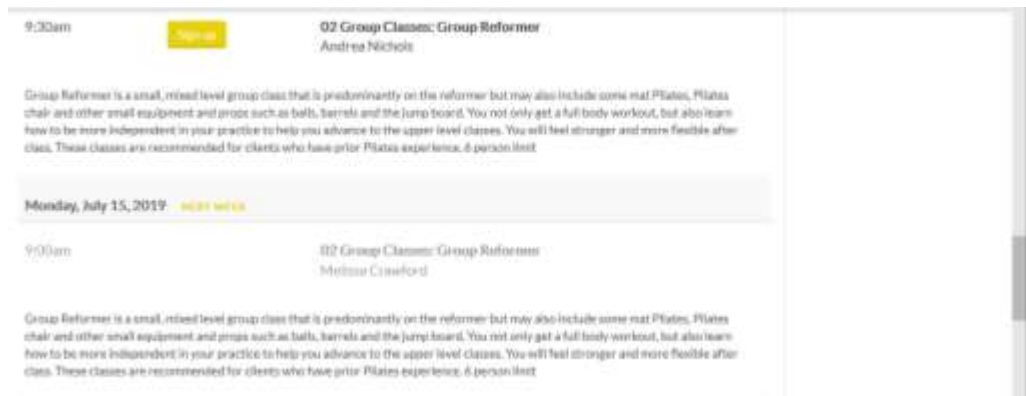 9:30am Sign up 02 Group Classes: Group Reformer
Andrea Nichols
Group Reformer is a small, mixed level group class that is predominantly on the reformer but may also include some mat Pilates, Pilates
chair and other small equipment and props such as balls, barrels and the jump board. You not only get a full body workout, but also learn
how to be more independent in your practice to help you advance to the upper level classes. You will feel stronger and more flexible after
class. These classes are recommended for clients who have prior Pilates experience. 6 person limit
Monday, July 15, 2019 NEXT WEEK
9:00am 02 Group Classes: Group Reformer
Melissa Crawford
Group Reformer is a small, mixed level group class that is predominantly on the reformer but may also include some mat Pilates, Pilates
chair and other small equipment and props such as balls, barrels and the jump board. You not only get a full body workout, but also learn
how to be more independent in your practice to help you advance to the upper level classes. You will feel stronger and more flexible after
class. These classes are recommended for clients who have prior Pilates experience. 6 person limit